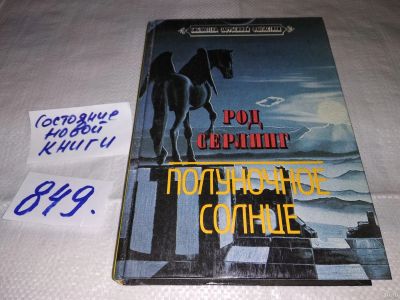 Состояние
новой
книги
849.
РОД
СЕРЛИНГ
ПОЛУНОЧНОЕ
СОЛНЦЕ